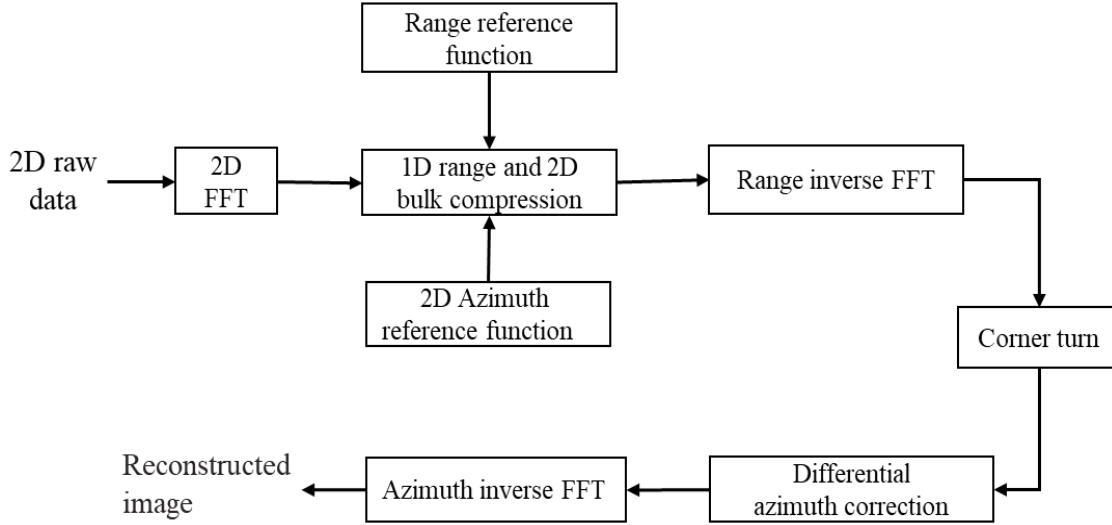 Range reference
function
2D raw
data
2D
FFT
1D range and 2D
bulk compression
Range inverse FFT
2D Azimuth
reference function
Corner turn
Reconstructed
image
Azimuth inverse FFT
Differential
azimuth correction